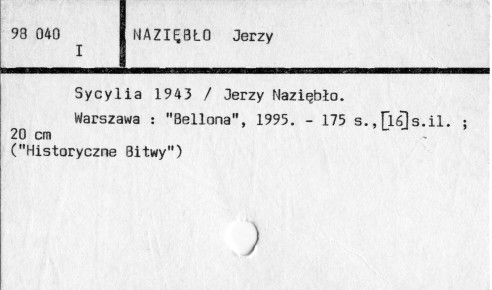 98 040 NAZIĘBŁO Jerzy
I
Sycylia 1943 / Jerzy Naziębło.
Warszawa : "Bellona", 1995. - 175 s.,[16]s.il. ;
20 cm
("Historyczne Bitwy")